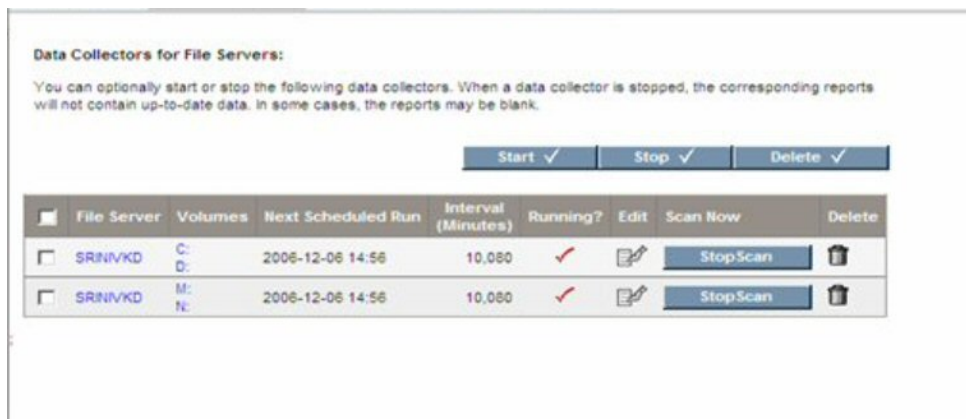 Data Collectors for File Servers:
You can optionally start or stop the following data collectors. When a data collector is stopped, the corresponding reports
will not contain up-to-date data. In some cases, the reports may be blank.
Start Stop Delete
File Server Volumes Next Scheduled Run Interval (Minutes) Running? Edit Scan Now Delete
SRINIVKD C: D: 2006-12-06 14:56 10,080 StopScan
SRINIVKD M: N: 2006-12-06 14:56 10,080 StopScan